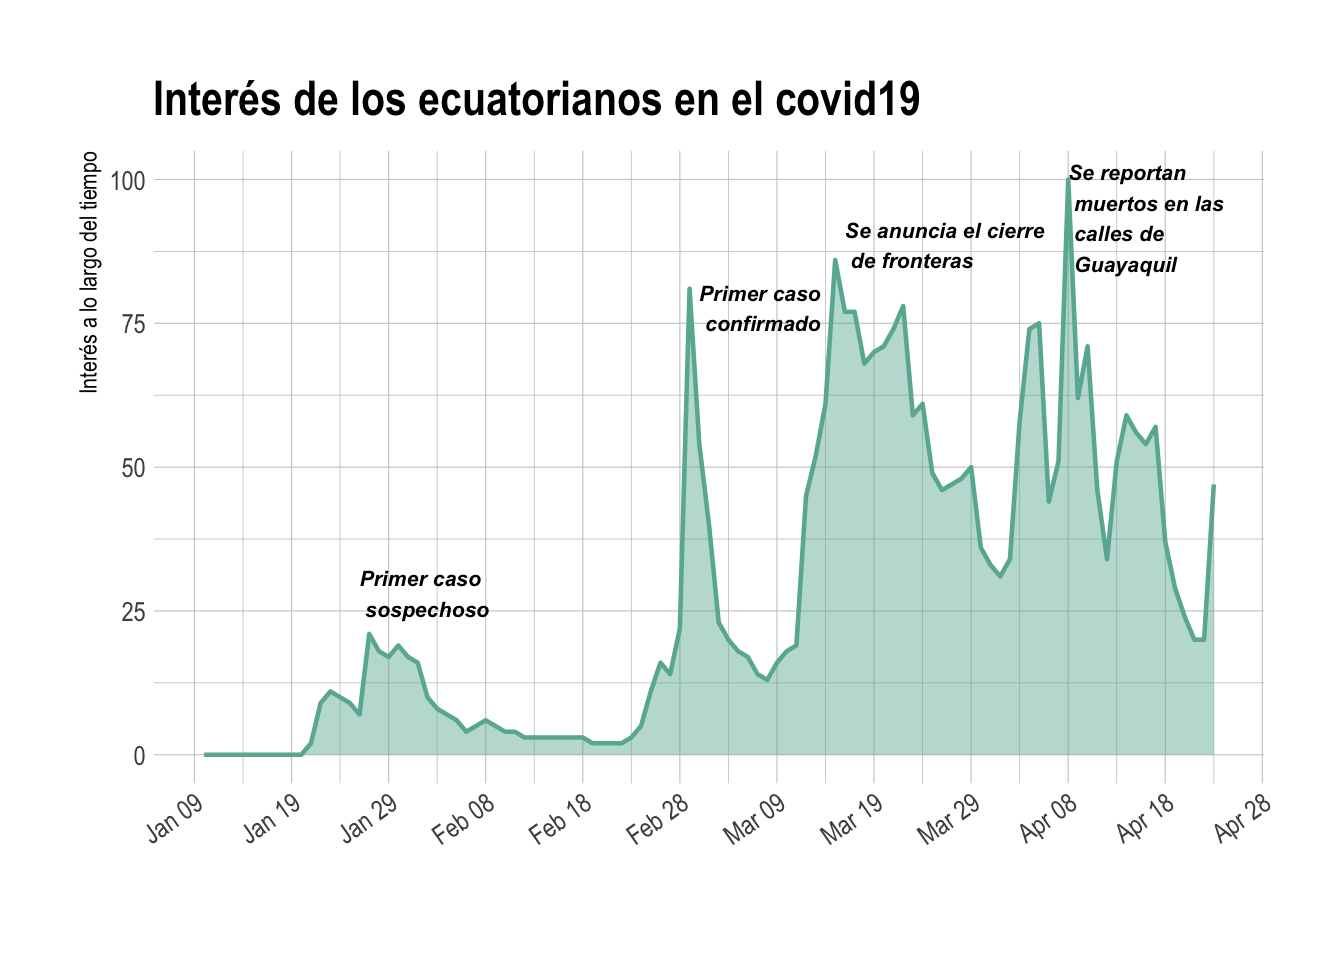 Interés de los ecuatorianos en el covid19
Interés a lo largo del tiempo
100
75
50
25
0
Se reportan
muertos en las
calles de
Guayaquil
Se anuncia el cierre
de fronteras
Primer caso
confirmado
Primer caso
sospechoso
Jan 09
Jan 19
Jan 29
Feb 08
Feb 18
Feb 28
Mar 09
Mar 19
Mar 29
Apr 08
Apr 18
Apr 28